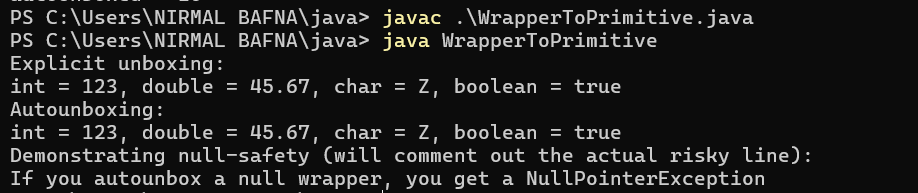 PS C:\Users\NIRMAL BAFNA\java> javac .\WrapperToPrimitive.java
PS C:\Users\NIRMAL BAFNA\java> java WrapperToPrimitive
Explicit unboxing:
int = 123, double = 45.67, char = Z, boolean = true
Autounboxing:
int = 123, double = 45.67, char = Z, boolean = true
Demonstrating null-safety (will comment out the actual risky line):
If you autounbox a null wrapper, you get a NullPointerException